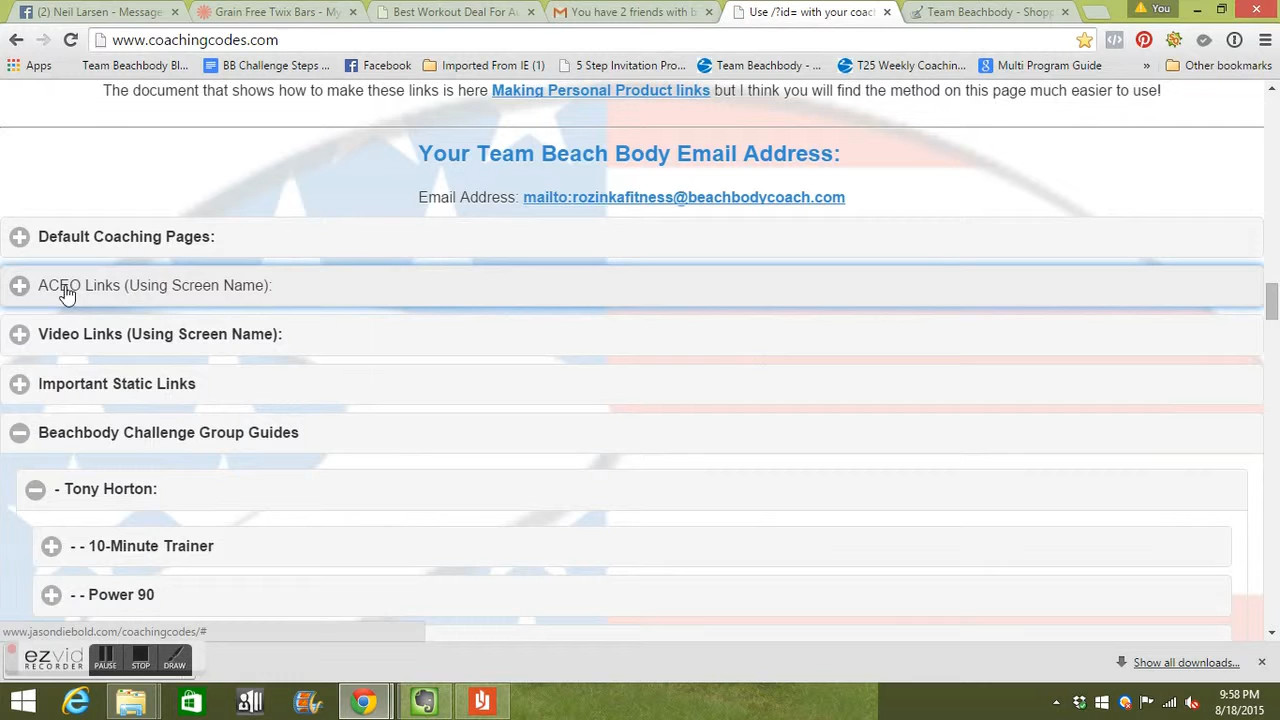 (2) Neil Larsen - Message
Grain Free Twix Bars - My
Best Workout Deal For Au
You have 2 friends with b
Use /?id= with your coac
Team Beachbody - Shopp
You
www.coachingcodes.com
Apps
Team Beachbody Bl...
BB Challenge Steps ...
Facebook
Imported From IE (1)
5 Step Invitation Pro...
Team Beachbody - ...
T25 Weekly Coachin...
Multi Program Guide
»
Other bookmarks
The document that shows how to make these links is here Making Personal Product links but I think you will find the method on this page much easier to use!
Your Team Beach Body Email Address:
Email Address: mailto:rozinkafitness@beachbodycoach.com
Default Coaching Pages:
ACEO Links (Using Screen Name):
Video Links (Using Screen Name):
Important Static Links
Beachbody Challenge Group Guides
- Tony Horton:
- - 10-Minute Trainer
- - Power 90
www.jasondiebold.com/coachingcodes/#
ezvid
RECORDER
PAUSE
STOP
DRAW
Show all downloads...
9:58 PM
8/18/2015